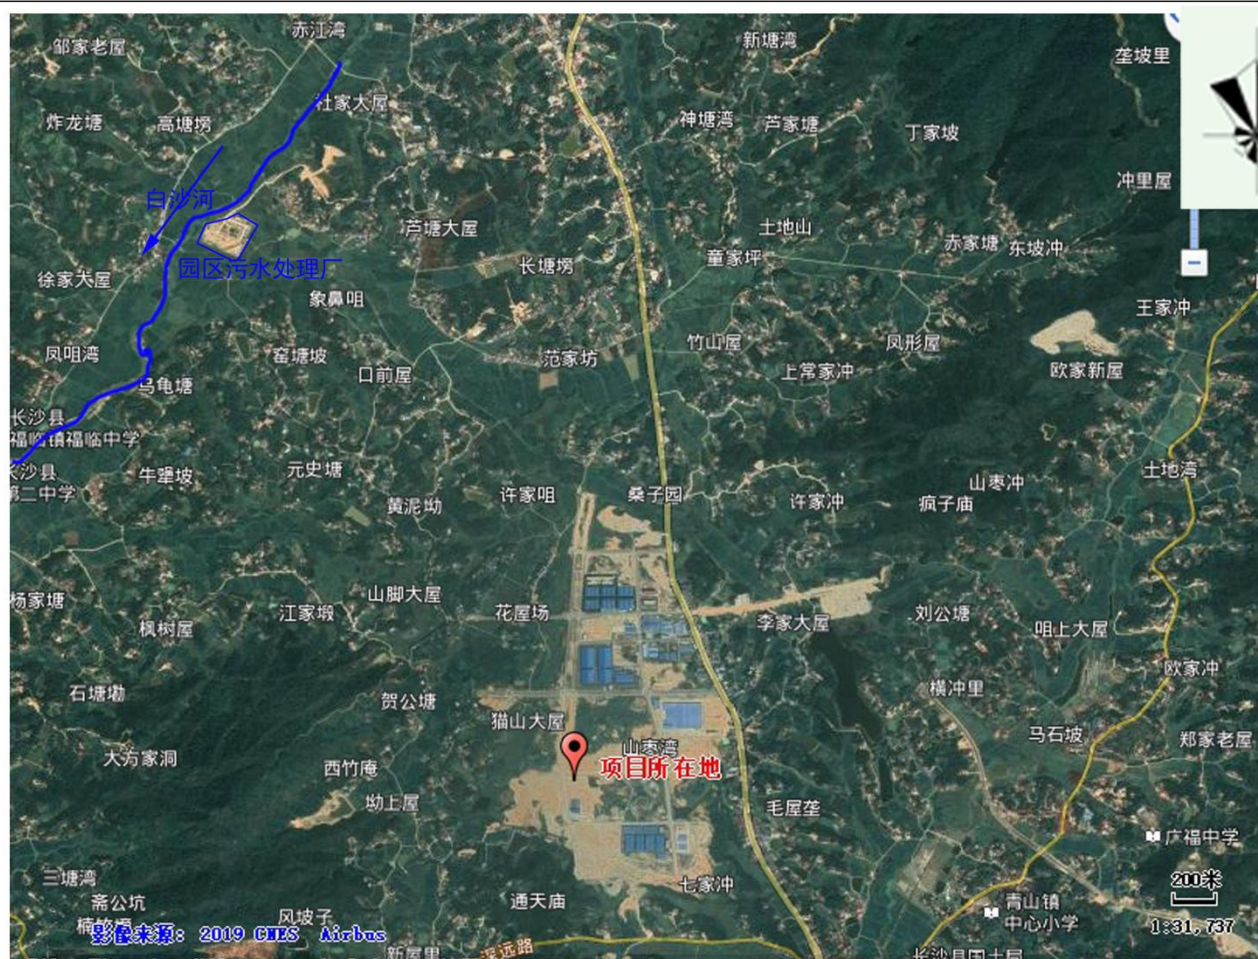 赤江湾
邹家老屋
新塘湾
垄坡里
杜家大屋
炸龙塘
高塘塝
神塘湾
芦家塘
丁家坡
冲里屋
白沙河
芦塘大屋
土地山
赤家塘
东坡冲
童家坪
长塘塝
园区污水处理厂
徐家大屋
象鼻咀
王家冲
凤咀湾
窑塘坡
范家坊
竹山屋
凤形屋
口前屋
上常家冲
欧家新屋
乌龟塘
长沙县
福临镇福临中学
长沙县
第二中学
牛犟坡
元史塘
黄泥坳
许家咀
桑子园
许家冲
疯子庙
山枣冲
土地湾
杨家塘
枫树屋
江家塅
山脚大屋
花屋场
李家大屋
刘公塘
咀上大屋
欧家冲
石塘墈
贺公塘
猫山大屋
横冲里
马石坡
郑家老屋
山枣湾
项目所在地
大方家洞
西竹庵
坳上屋
毛屋垄
广福中学
三塘湾
斋公坑
通天庙
七家冲
200米
青山镇
中心小学
1:31,737
风坡子
影像来源: 2019 CNES Airbus
新屋里
长沙县国土局